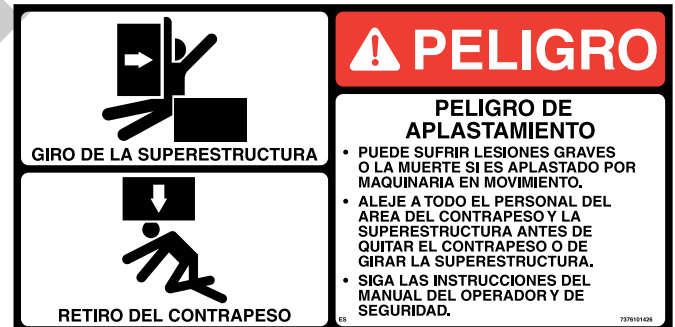 GIRO DE LA SUPERESTRUCTURA
RETIRO DEL CONTRAPESO
PELIGRO
PELIGRO DE
APLASTAMIENTO
• PUEDE SUFRIR LESIONES GRAVES
O LA MUERTE SI ES APLASTADO POR
MAQUINARIA EN MOVIMIENTO.
• ALEJE A TODO EL PERSONAL DEL
AREA DEL CONTRAPESO Y LA
SUPERESTRUCTURA ANTES DE
QUITAR EL CONTRAPESO O DE
GIRAR LA SUPERESTRUCTURA.
• SIGA LAS INSTRUCCIONES DEL
MANUAL DEL OPERADOR Y DE
SEGURIDAD.
ES 7376101426